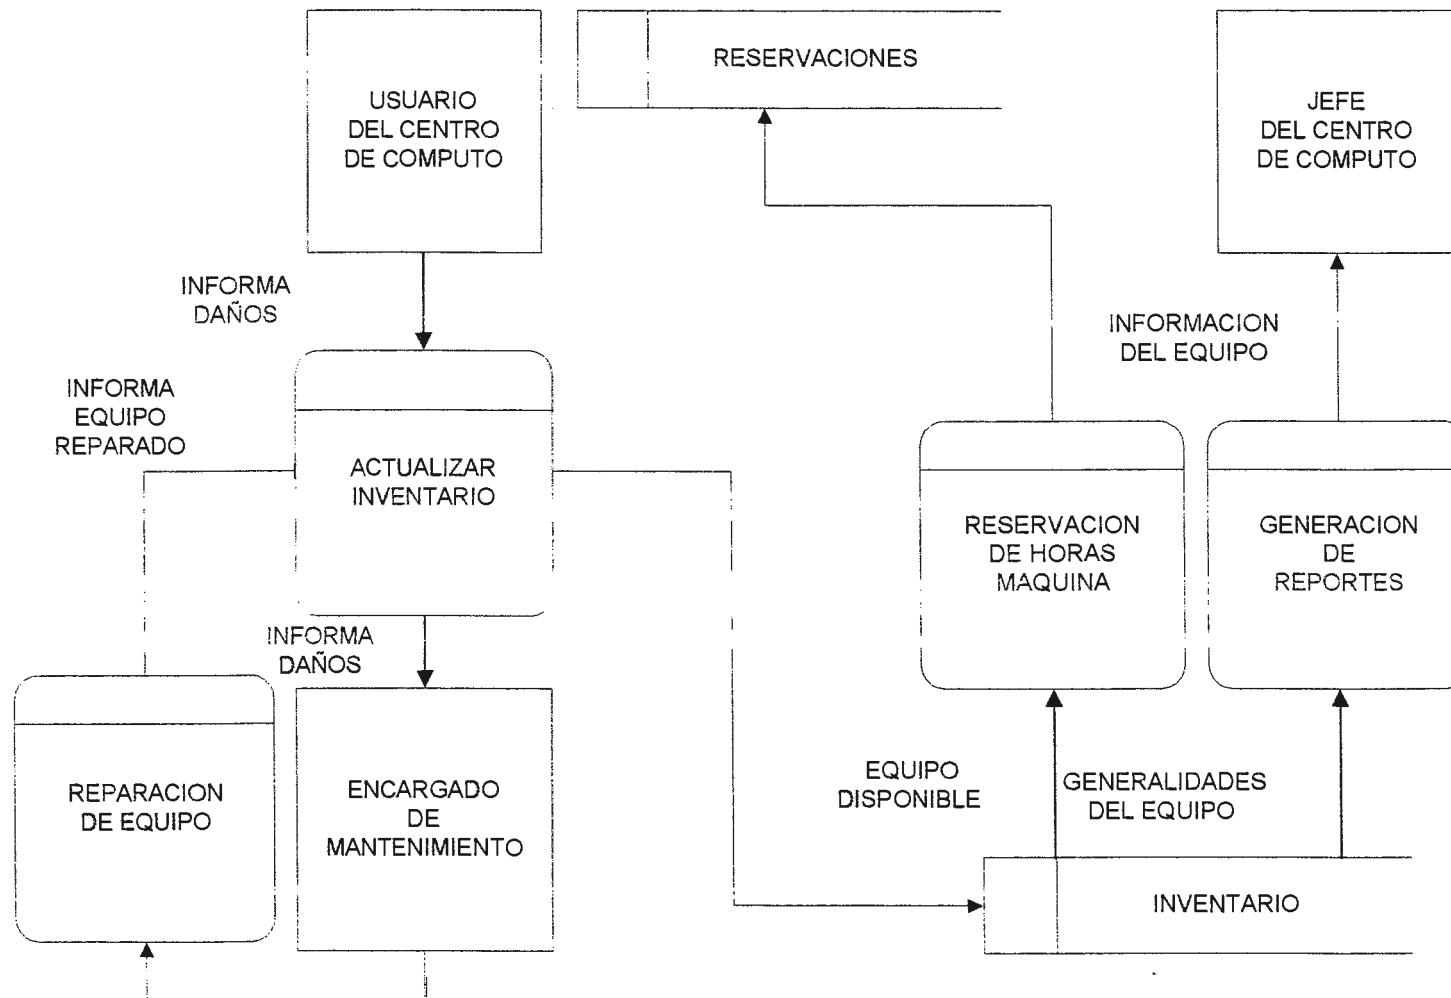 USUARIO
DEL CENTRO
DE COMPUTO
RESERVACIONES
JEFE
DEL CENTRO
DE COMPUTO
INFORMA
DAÑOS
INFORMACION
DEL EQUIPO
INFORMA
EQUIPO
REPARADO
ACTUALIZAR
INVENTARIO
RESERVACION
DE HORAS
MAQUINA
GENERACION
DE
REPORTES
INFORMA
DAÑOS
REPARACION
DE EQUIPO
ENCARGADO
DE
MANTENIMIENTO
EQUIPO
DISPONIBLE
GENERALIDADES
DEL EQUIPO
INVENTARIO